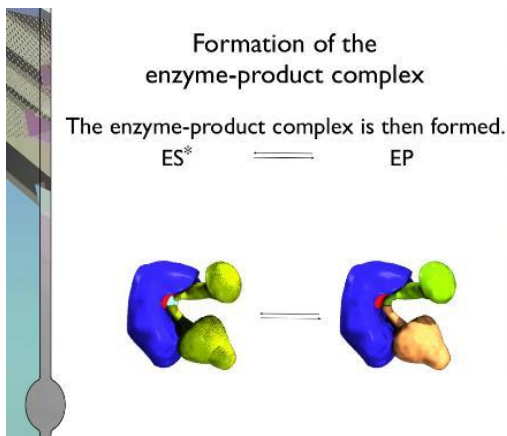 Formation of the
enzyme-product complex
The enzyme-product complex is then formed.
ES* EP